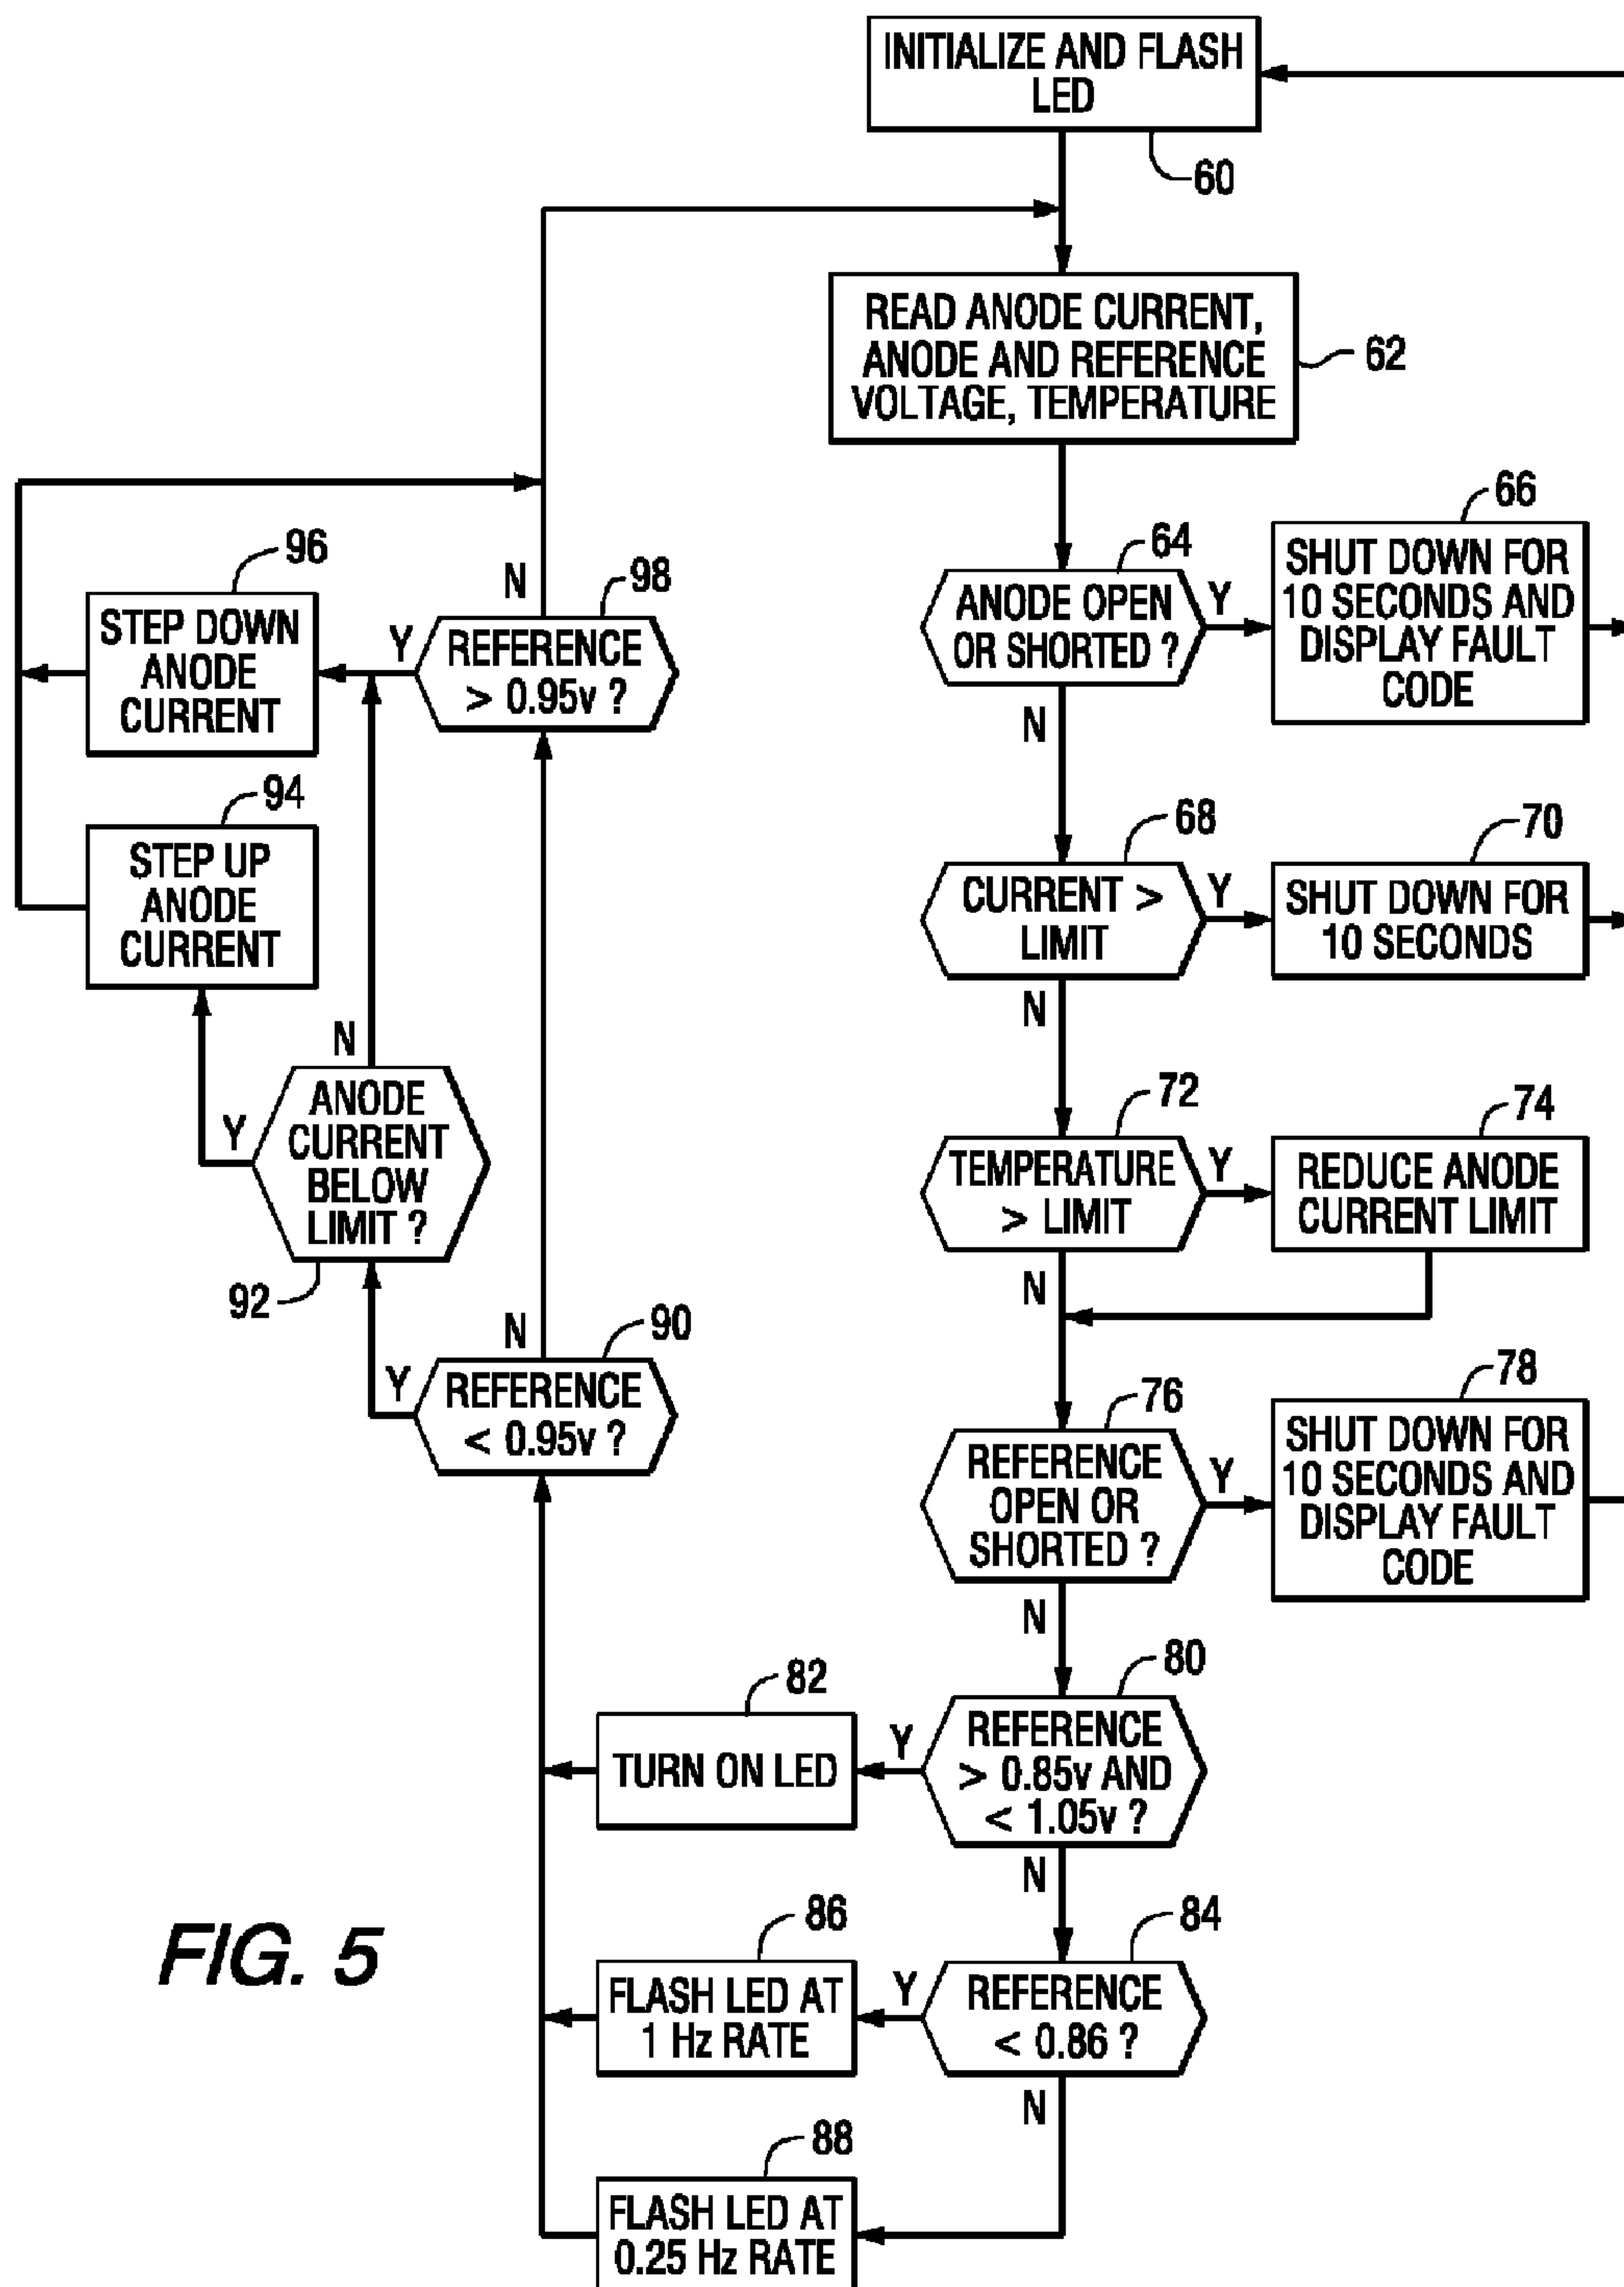 INITIALIZE AND FLASH
LED
60
READ ANODE CURRENT,
ANODE AND REFERENCE
VOLTAGE, TEMPERATURE
62
64
ANODE OPEN
OR SHORTED ?
Y
N
66
SHUT DOWN FOR
10 SECONDS AND
DISPLAY FAULT
CODE
68
CURRENT >
LIMIT
Y
N
70
SHUT DOWN FOR
10 SECONDS
72
TEMPERATURE
> LIMIT
Y
N
74
REDUCE ANODE
CURRENT LIMIT
76
REFERENCE
OPEN OR
SHORTED ?
Y
N
78
SHUT DOWN FOR
10 SECONDS AND
DISPLAY FAULT
CODE
80
REFERENCE
> 0.85v AND
< 1.05v ?
Y
N
82
TURN ON LED
84
REFERENCE
< 0.86 ?
Y
N
86
FLASH LED AT
1 Hz RATE
88
FLASH LED AT
0.25 Hz RATE
90
REFERENCE
< 0.95v ?
Y
N
92
ANODE
CURRENT
BELOW
LIMIT ?
Y
N
94
STEP UP
ANODE
CURRENT
96
STEP DOWN
ANODE
CURRENT
98
REFERENCE
> 0.95v ?
Y
N
FIG. 5